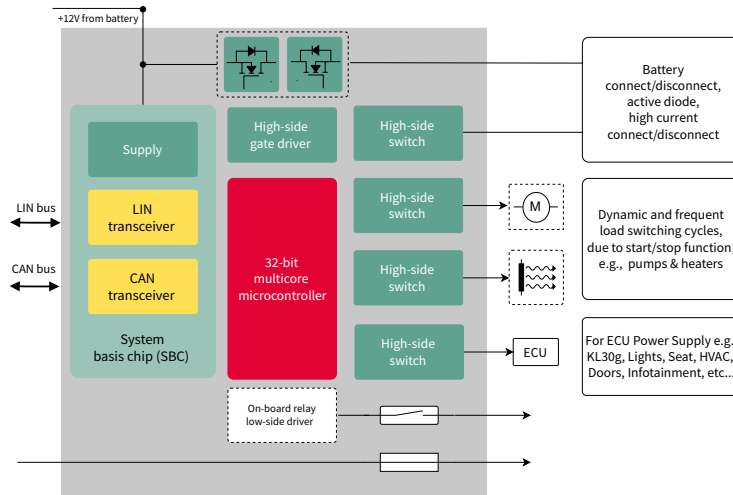 +12V from battery
Battery
connect/disconnect,
active diode,
high current
connect/disconnect
Supply
High-side
gate driver
High-side
switch
LIN bus
LIN
transceiver
High-side
switch
M
Dynamic and frequent
load switching cycles,
due to start/stop function,
e.g., pumps & heaters
CAN bus
CAN
transceiver
32-bit
multicore
microcontroller
High-side
switch
System
basis chip (SBC)
High-side
switch
ECU
For ECU Power Supply e.g.
KL30g, Lights, Seat, HVAC,
Doors, Infotainment, etc...
On-board relay
low-side driver